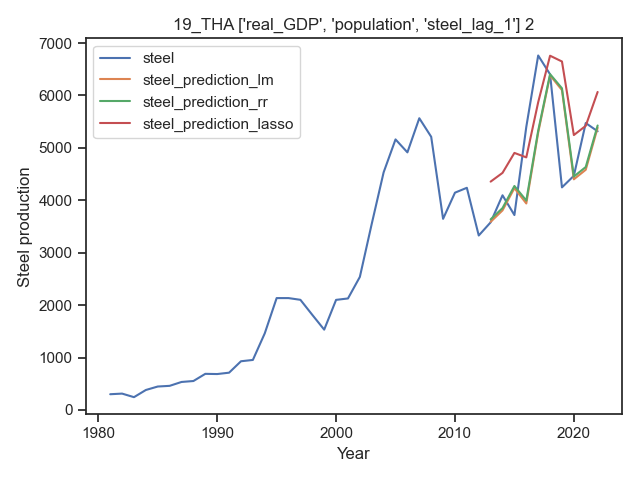 19_THA ['real_GDP', 'population', 'steel_lag_1'] 2
7000
6000
5000
4000
3000
2000
1000
0
Steel production
steel
steel_prediction_lm
steel_prediction_rr
steel_prediction_lasso
1980
1990
2000
2010
2020
Year